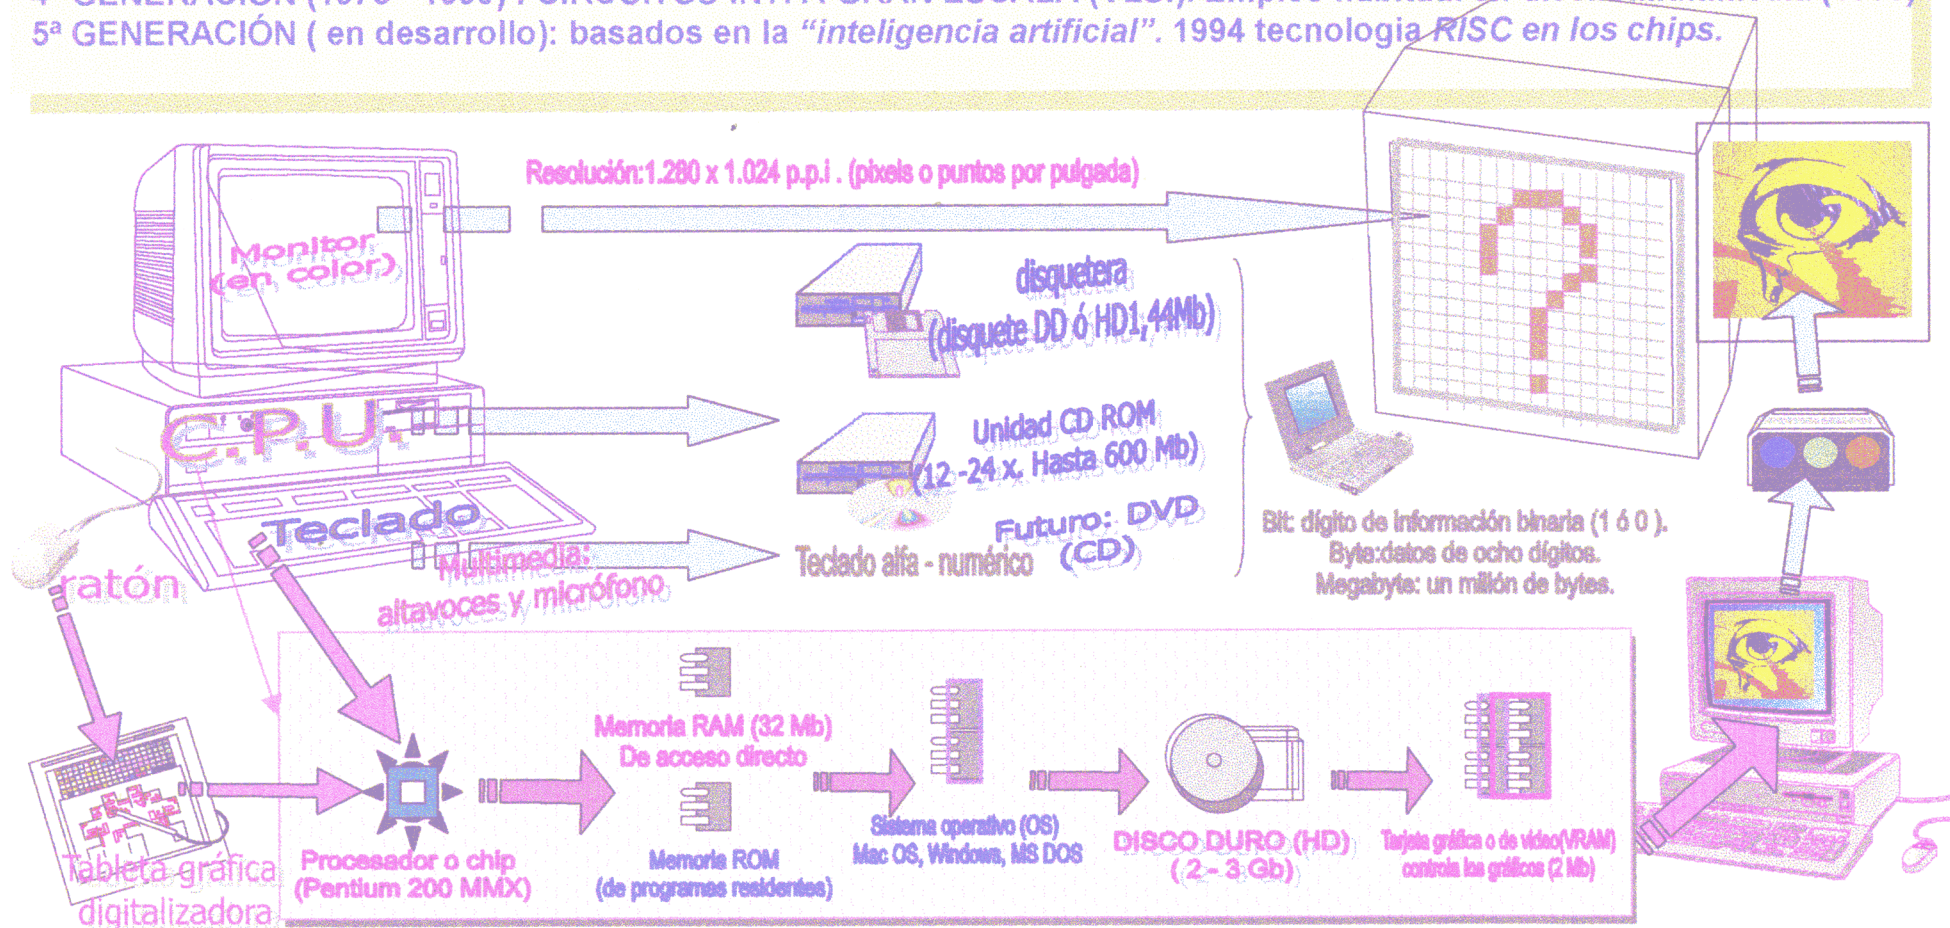 5ª GENERACIÓN ( en desarrollo): basados en la “inteligencia artificial”. 1994 tecnologia RISC en los chips.
Resolución:1.280 x 1.024 p.p.i . (pixels o puntos por pulgada)
Monitor
(en color)
disquetera
(disquete DD ó HD1,44Mb)
C.P.U.
Unidad CD ROM
(12 -24 x. Hasta 600 Mb)
Futuro: DVD
(CD)
Teclado
Teclado alfa - numérico
Multimedia:
altavoces y micrófono
ratón
Bit: dígito de información binaria (1 ó 0 ).
Byte:datos de ocho dígitos.
Megabyte: un millón de bytes.
Memoria RAM (32 Mb)
De acceso directo
Memoria ROM
(de programas residentes)
Sistema operativo (OS)
Mac OS, Windows, MS DOS
DISCO DURO (HD)
( 2 - 3 Gb)
Tarjeta gráfica o de video(VRAM)
controla los gráficos (2 Mb)
Procesador o chip
(Pentium 200 MMX)
Tableta gráfica
digitalizadora